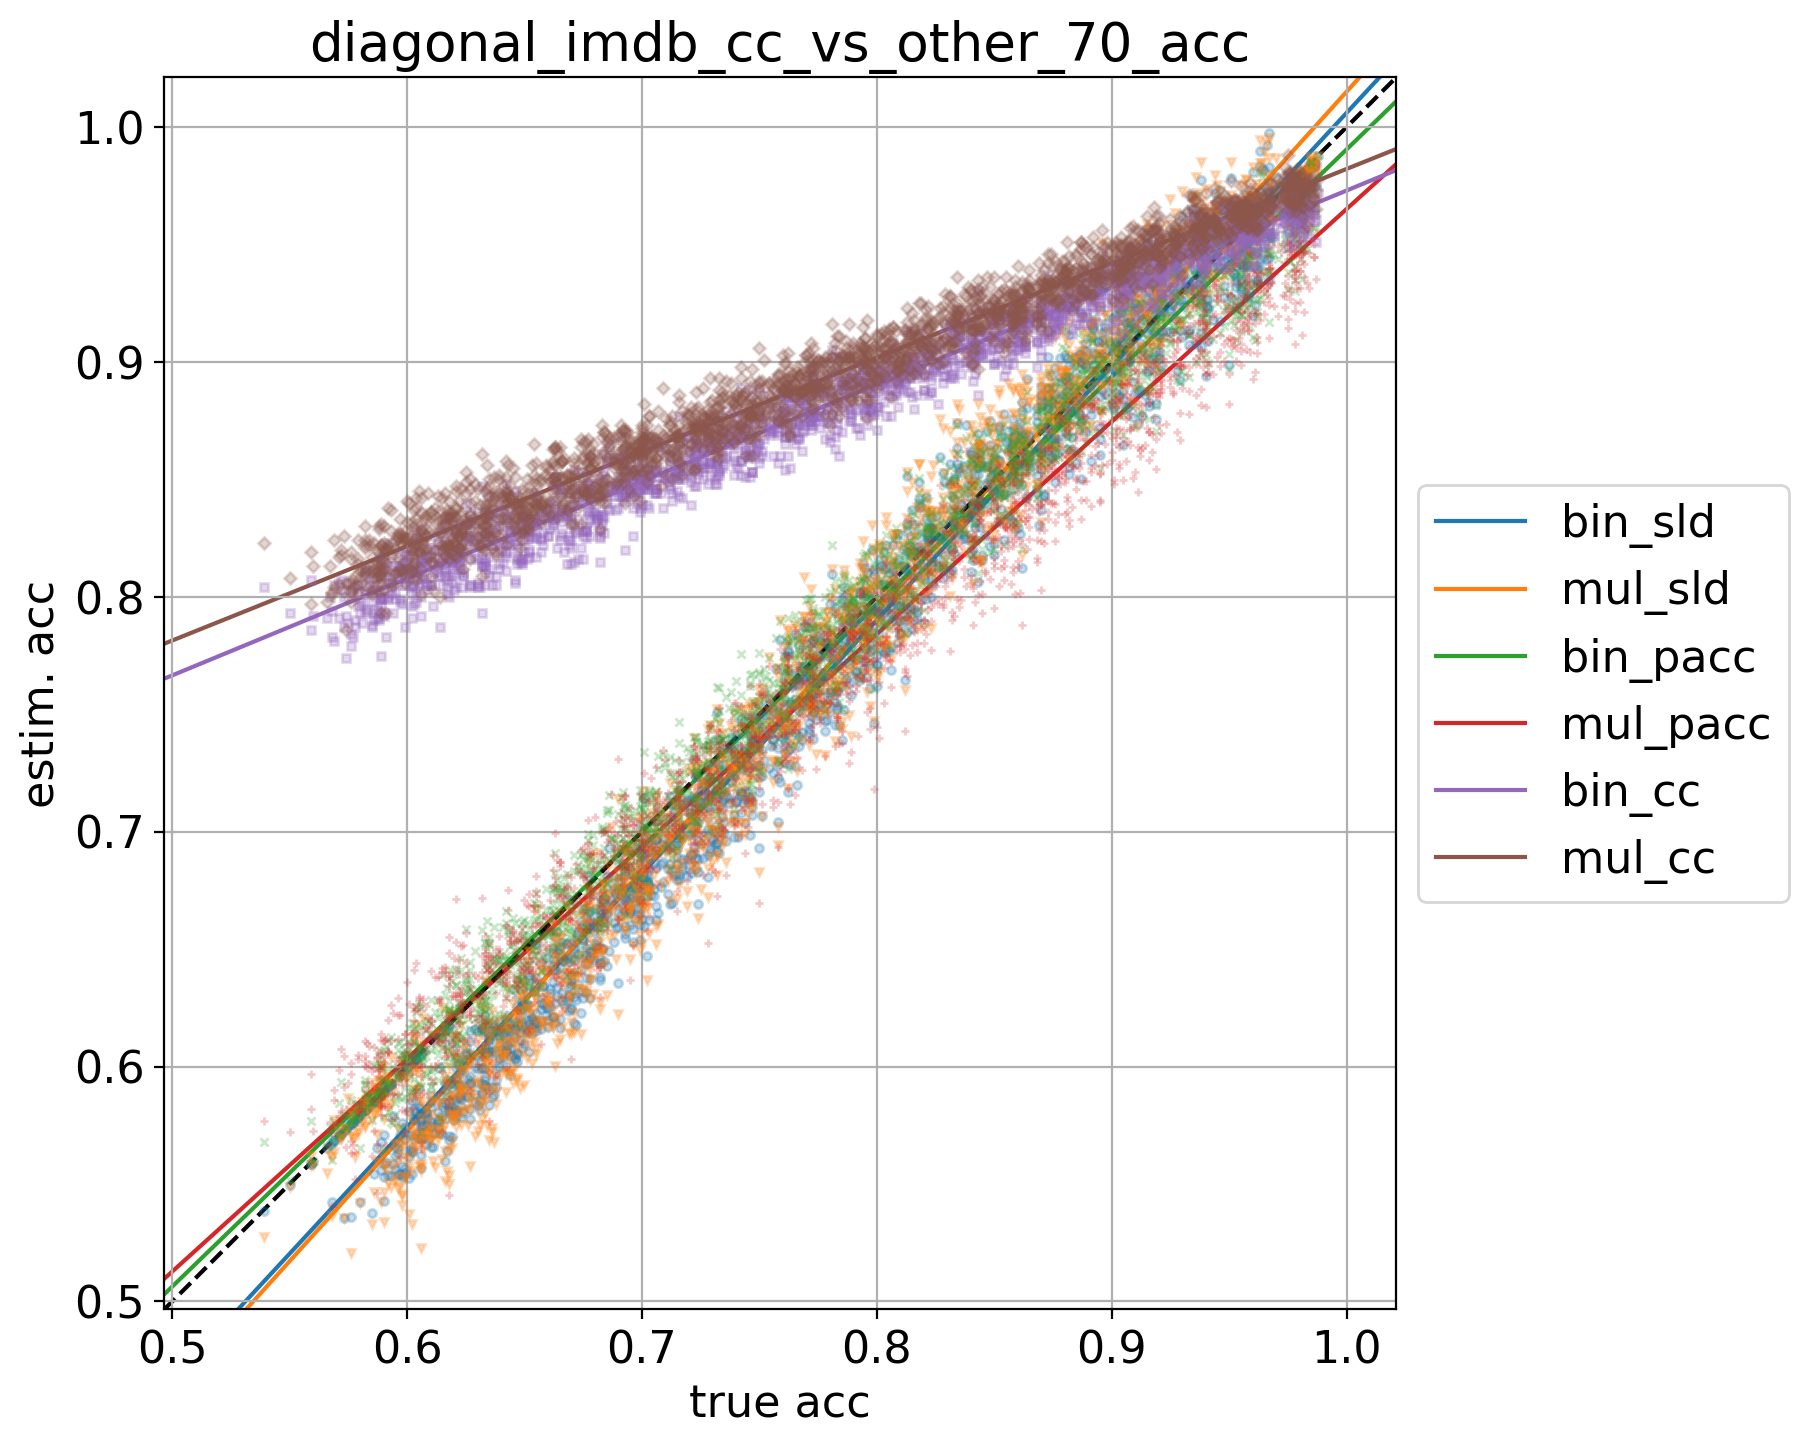 diagonal_imdb_cc_vs_other_70_acc
1.0
0.9
0.8
0.7
0.6
0.5
estim. acc
0.5 0.6 0.7 0.8 0.9 1.0
true acc
bin_sld
mul_sld
bin_pacc
mul_pacc
bin_cc
mul_cc